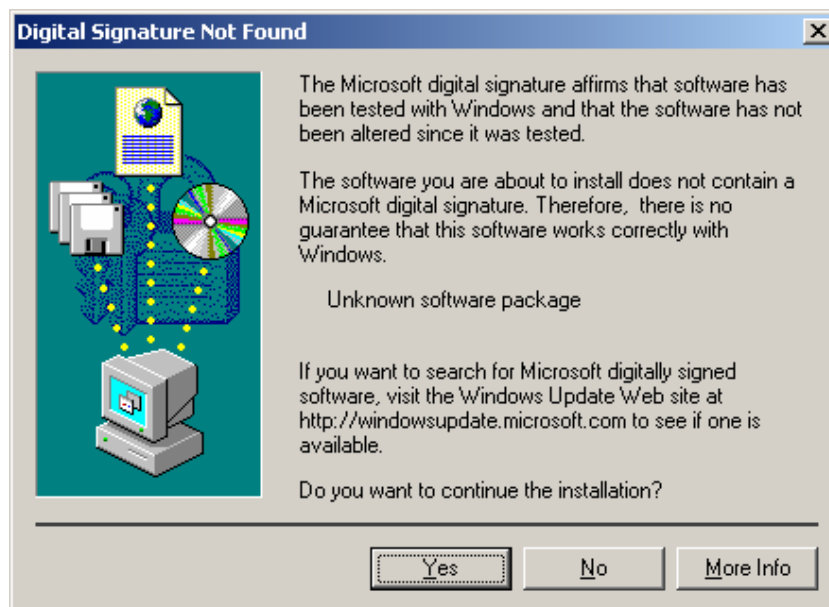 Digital Signature Not Found
The Microsoft digital signature affirms that software has
been tested with Windows and that the software has not
been altered since it was tested.
The software you are about to install does not contain a
Microsoft digital signature. Therefore, there is no
guarantee that this software works correctly with
Windows.
Unknown software package
If you want to search for Microsoft digitally signed
software, visit the Windows Update Web site at
http://windowsupdate.microsoft.com to see if one is
available.
Do you want to continue the installation?
Yes No More Info